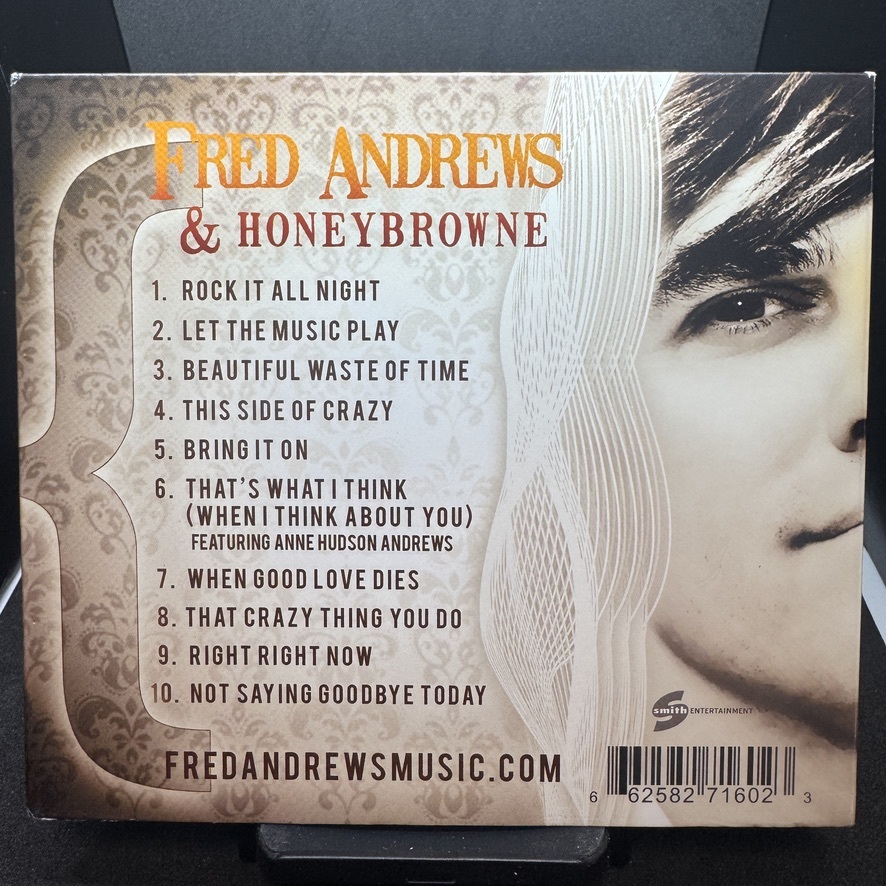 FRED ANDREWS
& HONEYBROWNE
1. ROCK IT ALL NIGHT
2. LET THE MUSIC PLAY
3. BEAUTIFUL WASTE OF TIME
4. THIS SIDE OF CRAZY
5. BRING IT ON
6. THAT'S WHAT I THINK
(WHEN I THINK ABOUT YOU)
FEATURING ANNE HUDSON ANDREWS
7. WHEN GOOD LOVE DIES
8. THAT CRAZY THING YOU DO
9. RIGHT RIGHT NOW
10. NOT SAYING GOODBYE TODAY
S smith ENTERTAINMENT
FREDANDREWSMUSIC.COM
6 62582 71602 3